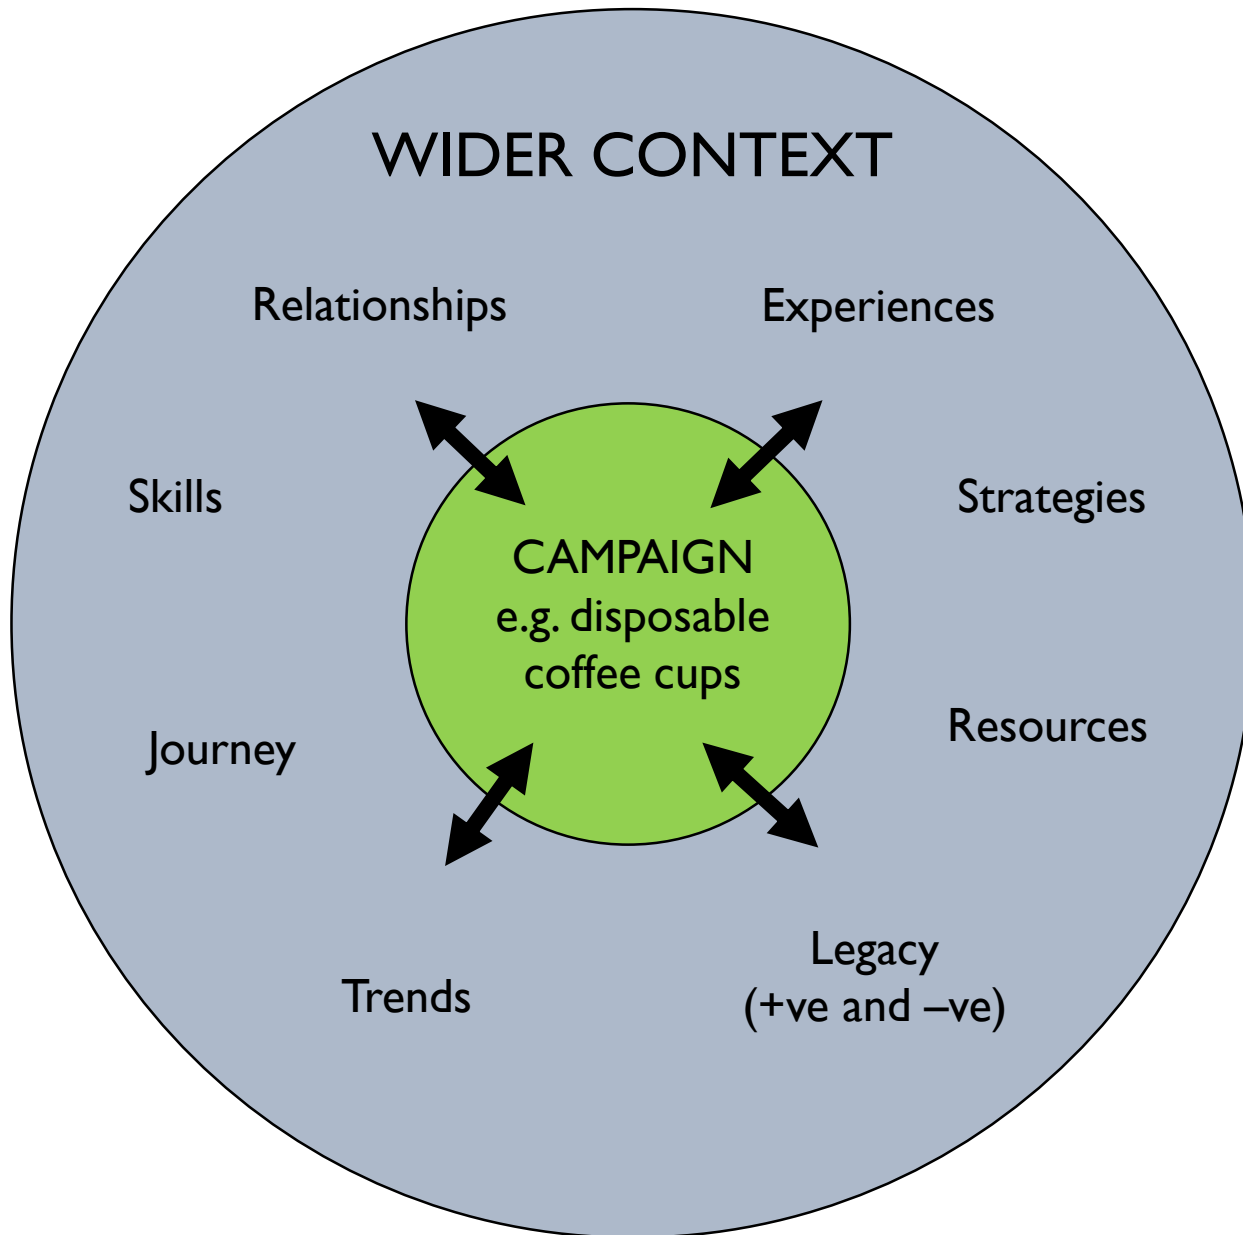 WIDER CONTEXT
Relationships
Experiences
Skills
Strategies
CAMPAIGN
e.g. disposable
coffee cups
Journey
Resources
Trends
Legacy
(+ve and –ve)